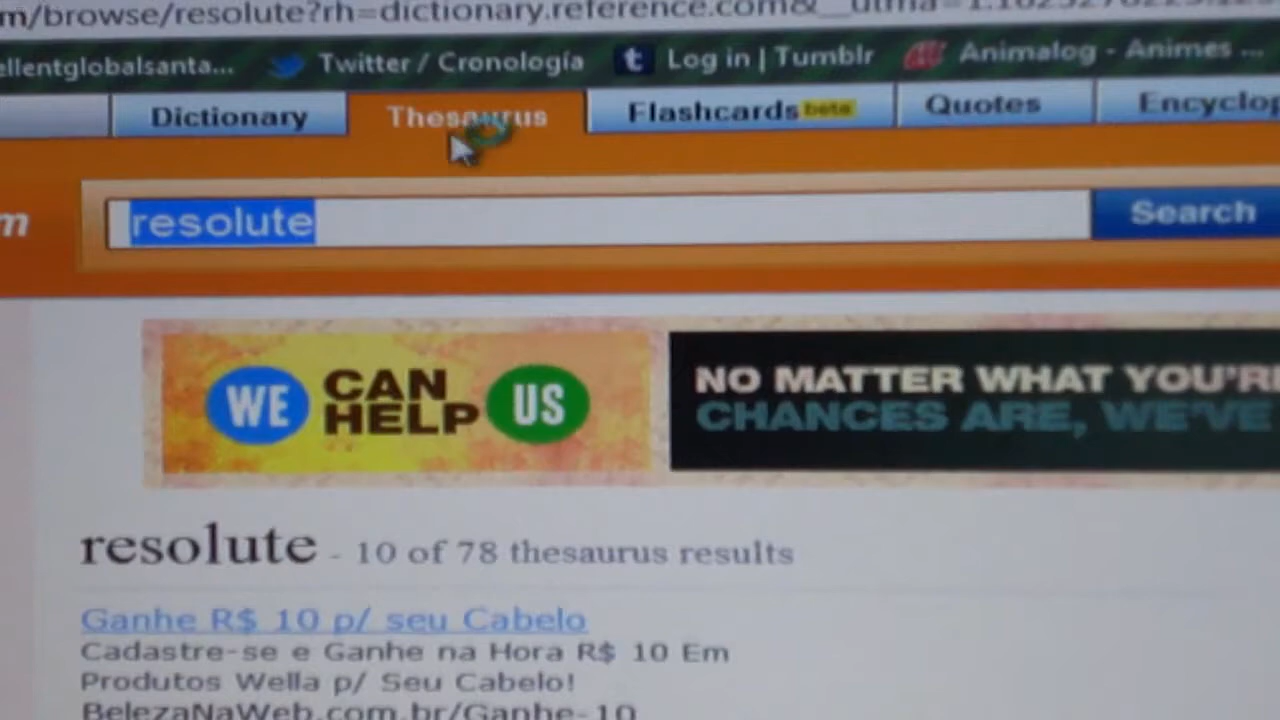 m/browse/resolute?rh=dictionary.reference.com&__utma=1.
ellentglobalsanta... Twitter / Cronología Log in | Tumblr Animalog - Animes ...
Dictionary Thesaurus Flashcards beta Quotes Encyclop
m resolute Search
WE CAN HELP US
NO MATTER WHAT YOU'RE
CHANCES ARE, WE'VE
resolute - 10 of 78 thesaurus results
Ganhe R$ 10 p/ seu Cabelo
Cadastre-se e Ganhe na Hora R$ 10 Em
Produtos Wella p/ Seu Cabelo!
BelezaNaWeb.com.br/Ganhe-10